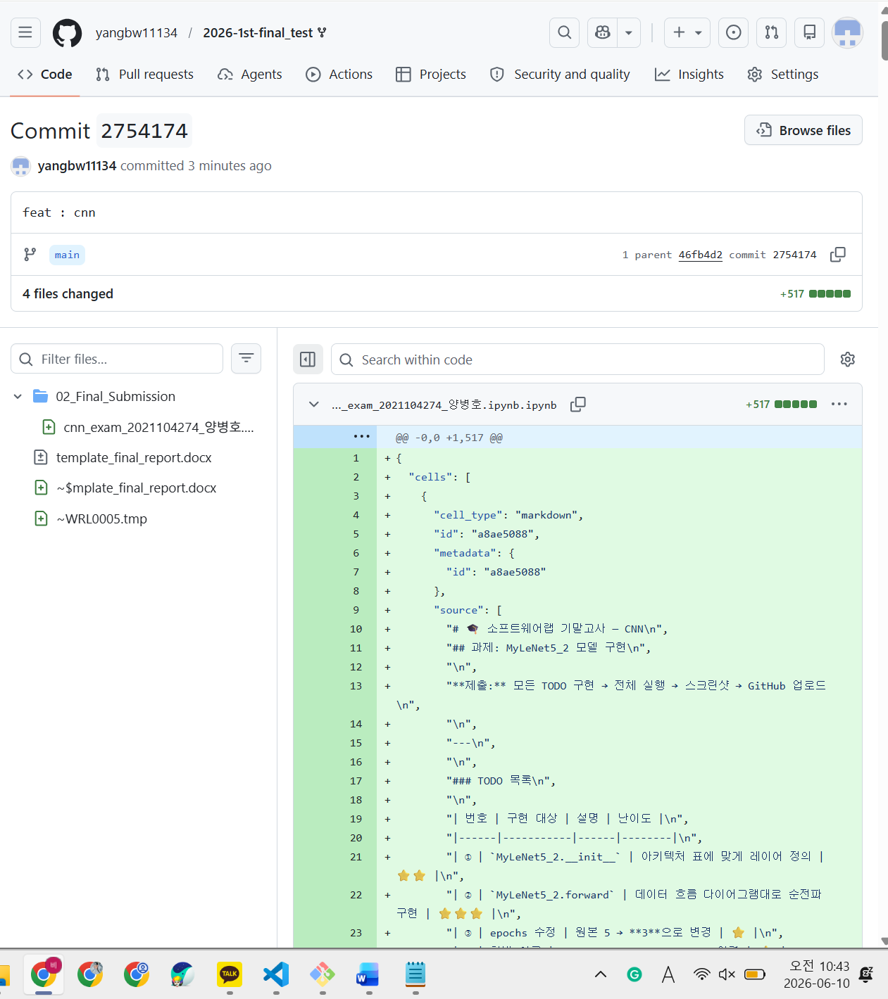 yangbw11134 / 2026-1st-final_test
Code Pull requests Agents Actions Projects Security and quality Insights Settings
Commit 2754174
Browse files
yangbw11134 committed 3 minutes ago
feat : cnn
main 1 parent 46fb4d2 commit 2754174
4 files changed +517
Filter files...
Search within code
02_Final_Submission
cnn_exam_2021104274_양병호....
template_final_report.docx
~$mplate_final_report.docx
~WRL0005.tmp
..._exam_2021104274_양병호.ipynb.ipynb +517
@@ -0,0 +1,517 @@
1 + {
2 + "cells": [
3 + {
4 + "cell_type": "markdown",
5 + "id": "a8ae5088",
6 + "metadata": {
7 + "id": "a8ae5088"
8 + },
9 + "source": [
10 + "# 🎓 소프트웨어랩 기말고사 — CNN\n",
11 + "## 과제: MyLeNet5_2 모델 구현\n",
12 + "\n",
13 + "**제출:** 모든 TODO 구현 → 전체 실행 → 스크린샷 → GitHub 업로드
\n",
14 + "\n",
15 + "---\n",
16 + "\n",
17 + "### TODO 목록\n",
18 + "\n",
19 + "| 번호 | 구현 대상 | 설명 | 난이도 |\n",
20 + "|------|-----------|------|--------|\n",
21 + "| ① | `MyLeNet5_2.__init__` | 아키텍처 표에 맞게 레이어 정의 |
⭐⭐ |\n",
22 + "| ② | `MyLeNet5_2.forward` | 데이터 흐름 다이어그램대로 순전파
구현 | ⭐⭐⭐ |\n",
23 + "| ③ | epochs 수정 | 원본 5 → **3**으로 변경 | ⭐ |\n",
TALK
오전 10:43
2026-06-10